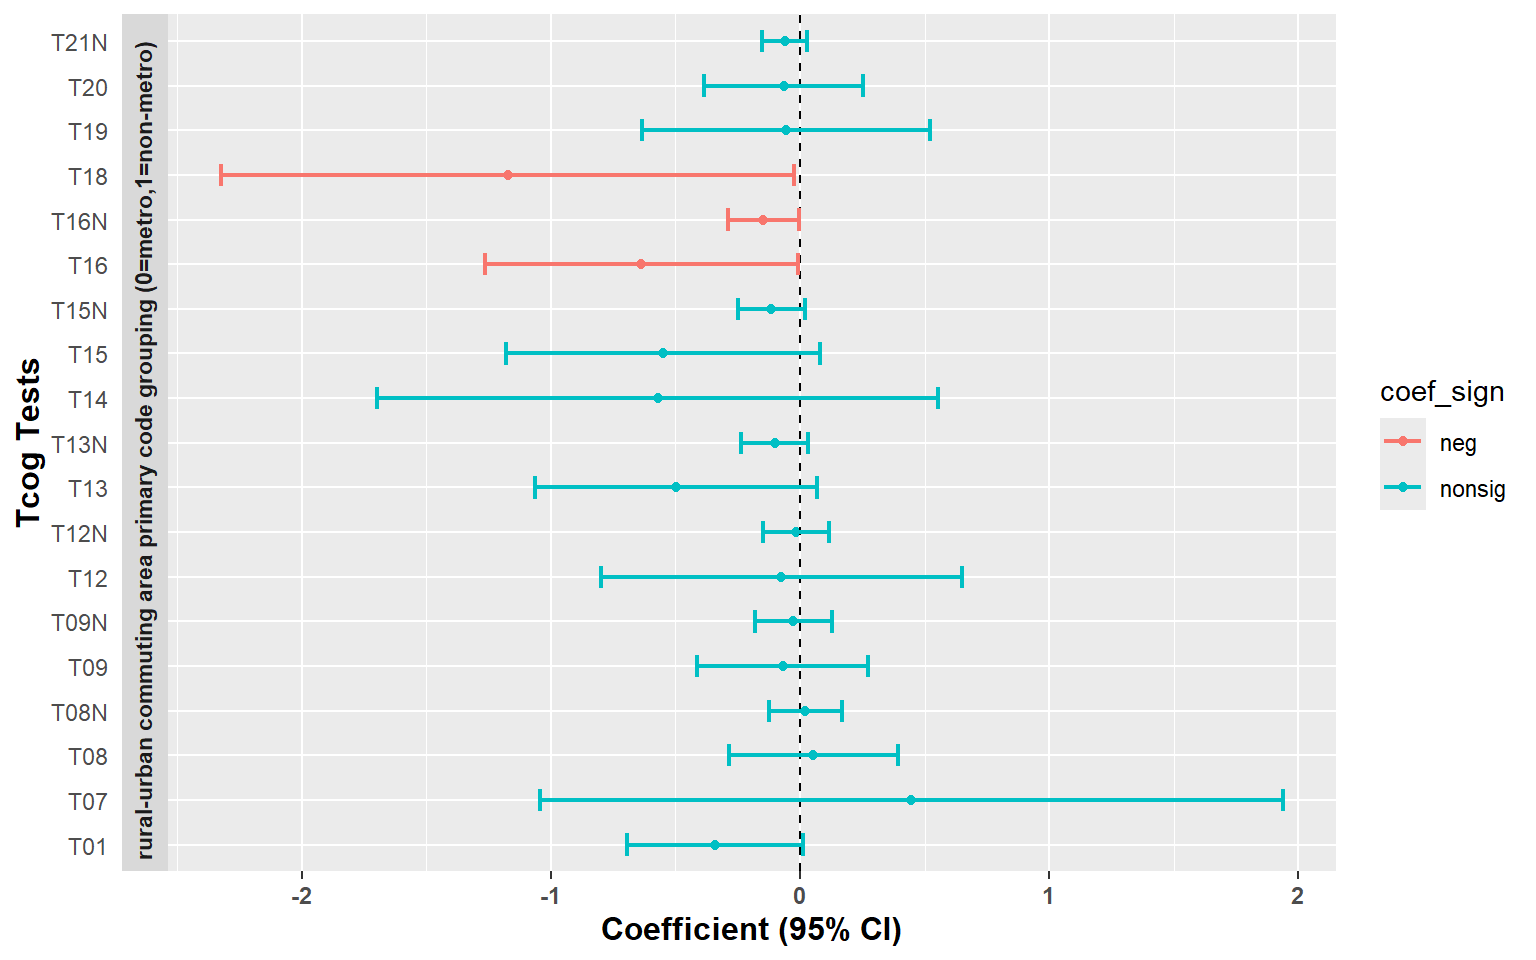 T21N
T20
T19
T18
T16N
T16
T15N
T15
T14
T13N
T13
T12N
T12
T09N
T09
T08N
T08
T07
T01
Tcog Tests
rural-urban commuting area primary code grouping (0=metro,1=non-metro)
-2 -1 0 1 2
Coefficient (95% CI)
coef_sign
neg
nonsig